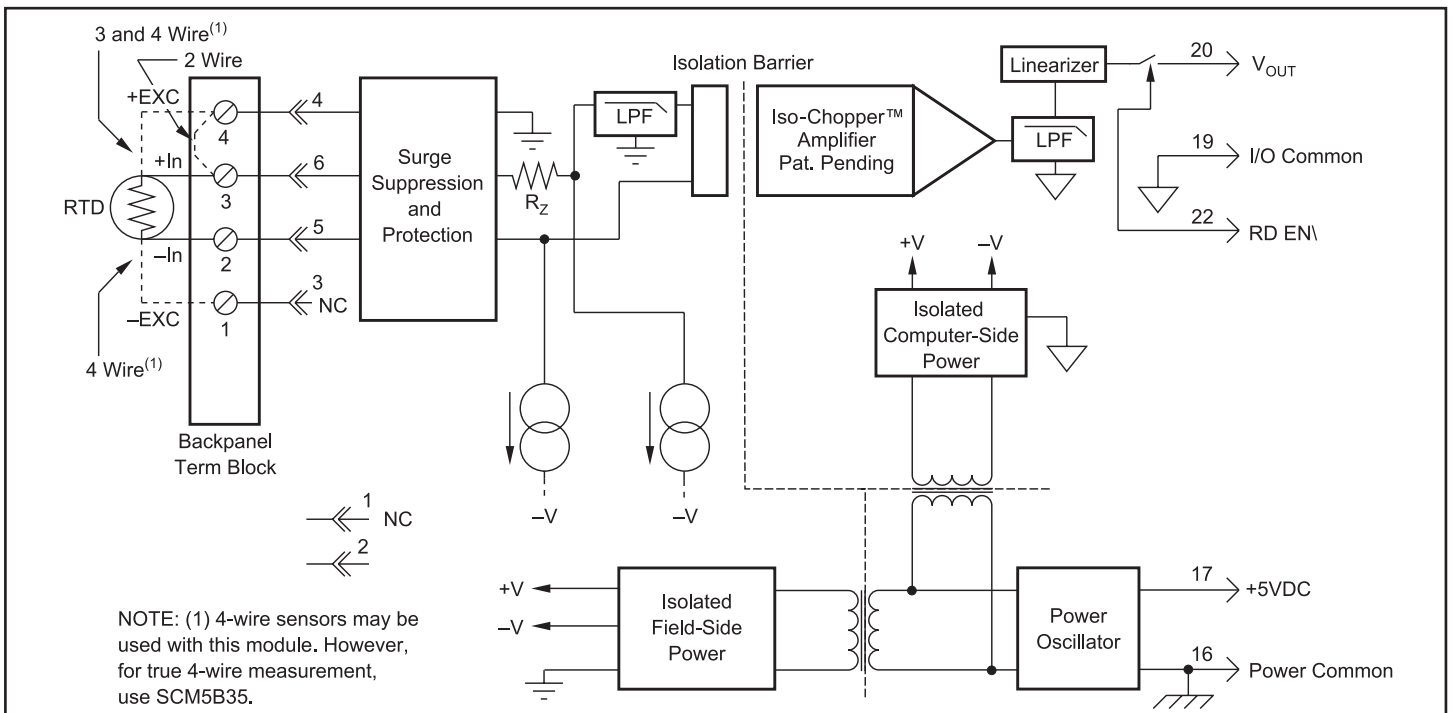 3 and 4 Wire(1)
2 Wire
+EXC
4
4
+In
3
6
RTD
–In
2
5
–EXC
1
3
NC
4 Wire(1)
Backpanel
Term Block
Surge
Suppression
and
Protection
RZ
LPF
–V
–V
Isolation Barrier
Iso-Chopper™
Amplifier
Pat. Pending
LPF
Linearizer
20
VOUT
19
I/O Common
22
RD EN\
+V
–V
Isolated
Computer-Side
Power
1
NC
2
NOTE: (1) 4-wire sensors may be
used with this module. However,
for true 4-wire measurement,
use SCM5B35.
+V
–V
Isolated
Field-Side
Power
Power
Oscillator
17
+5VDC
16
Power Common